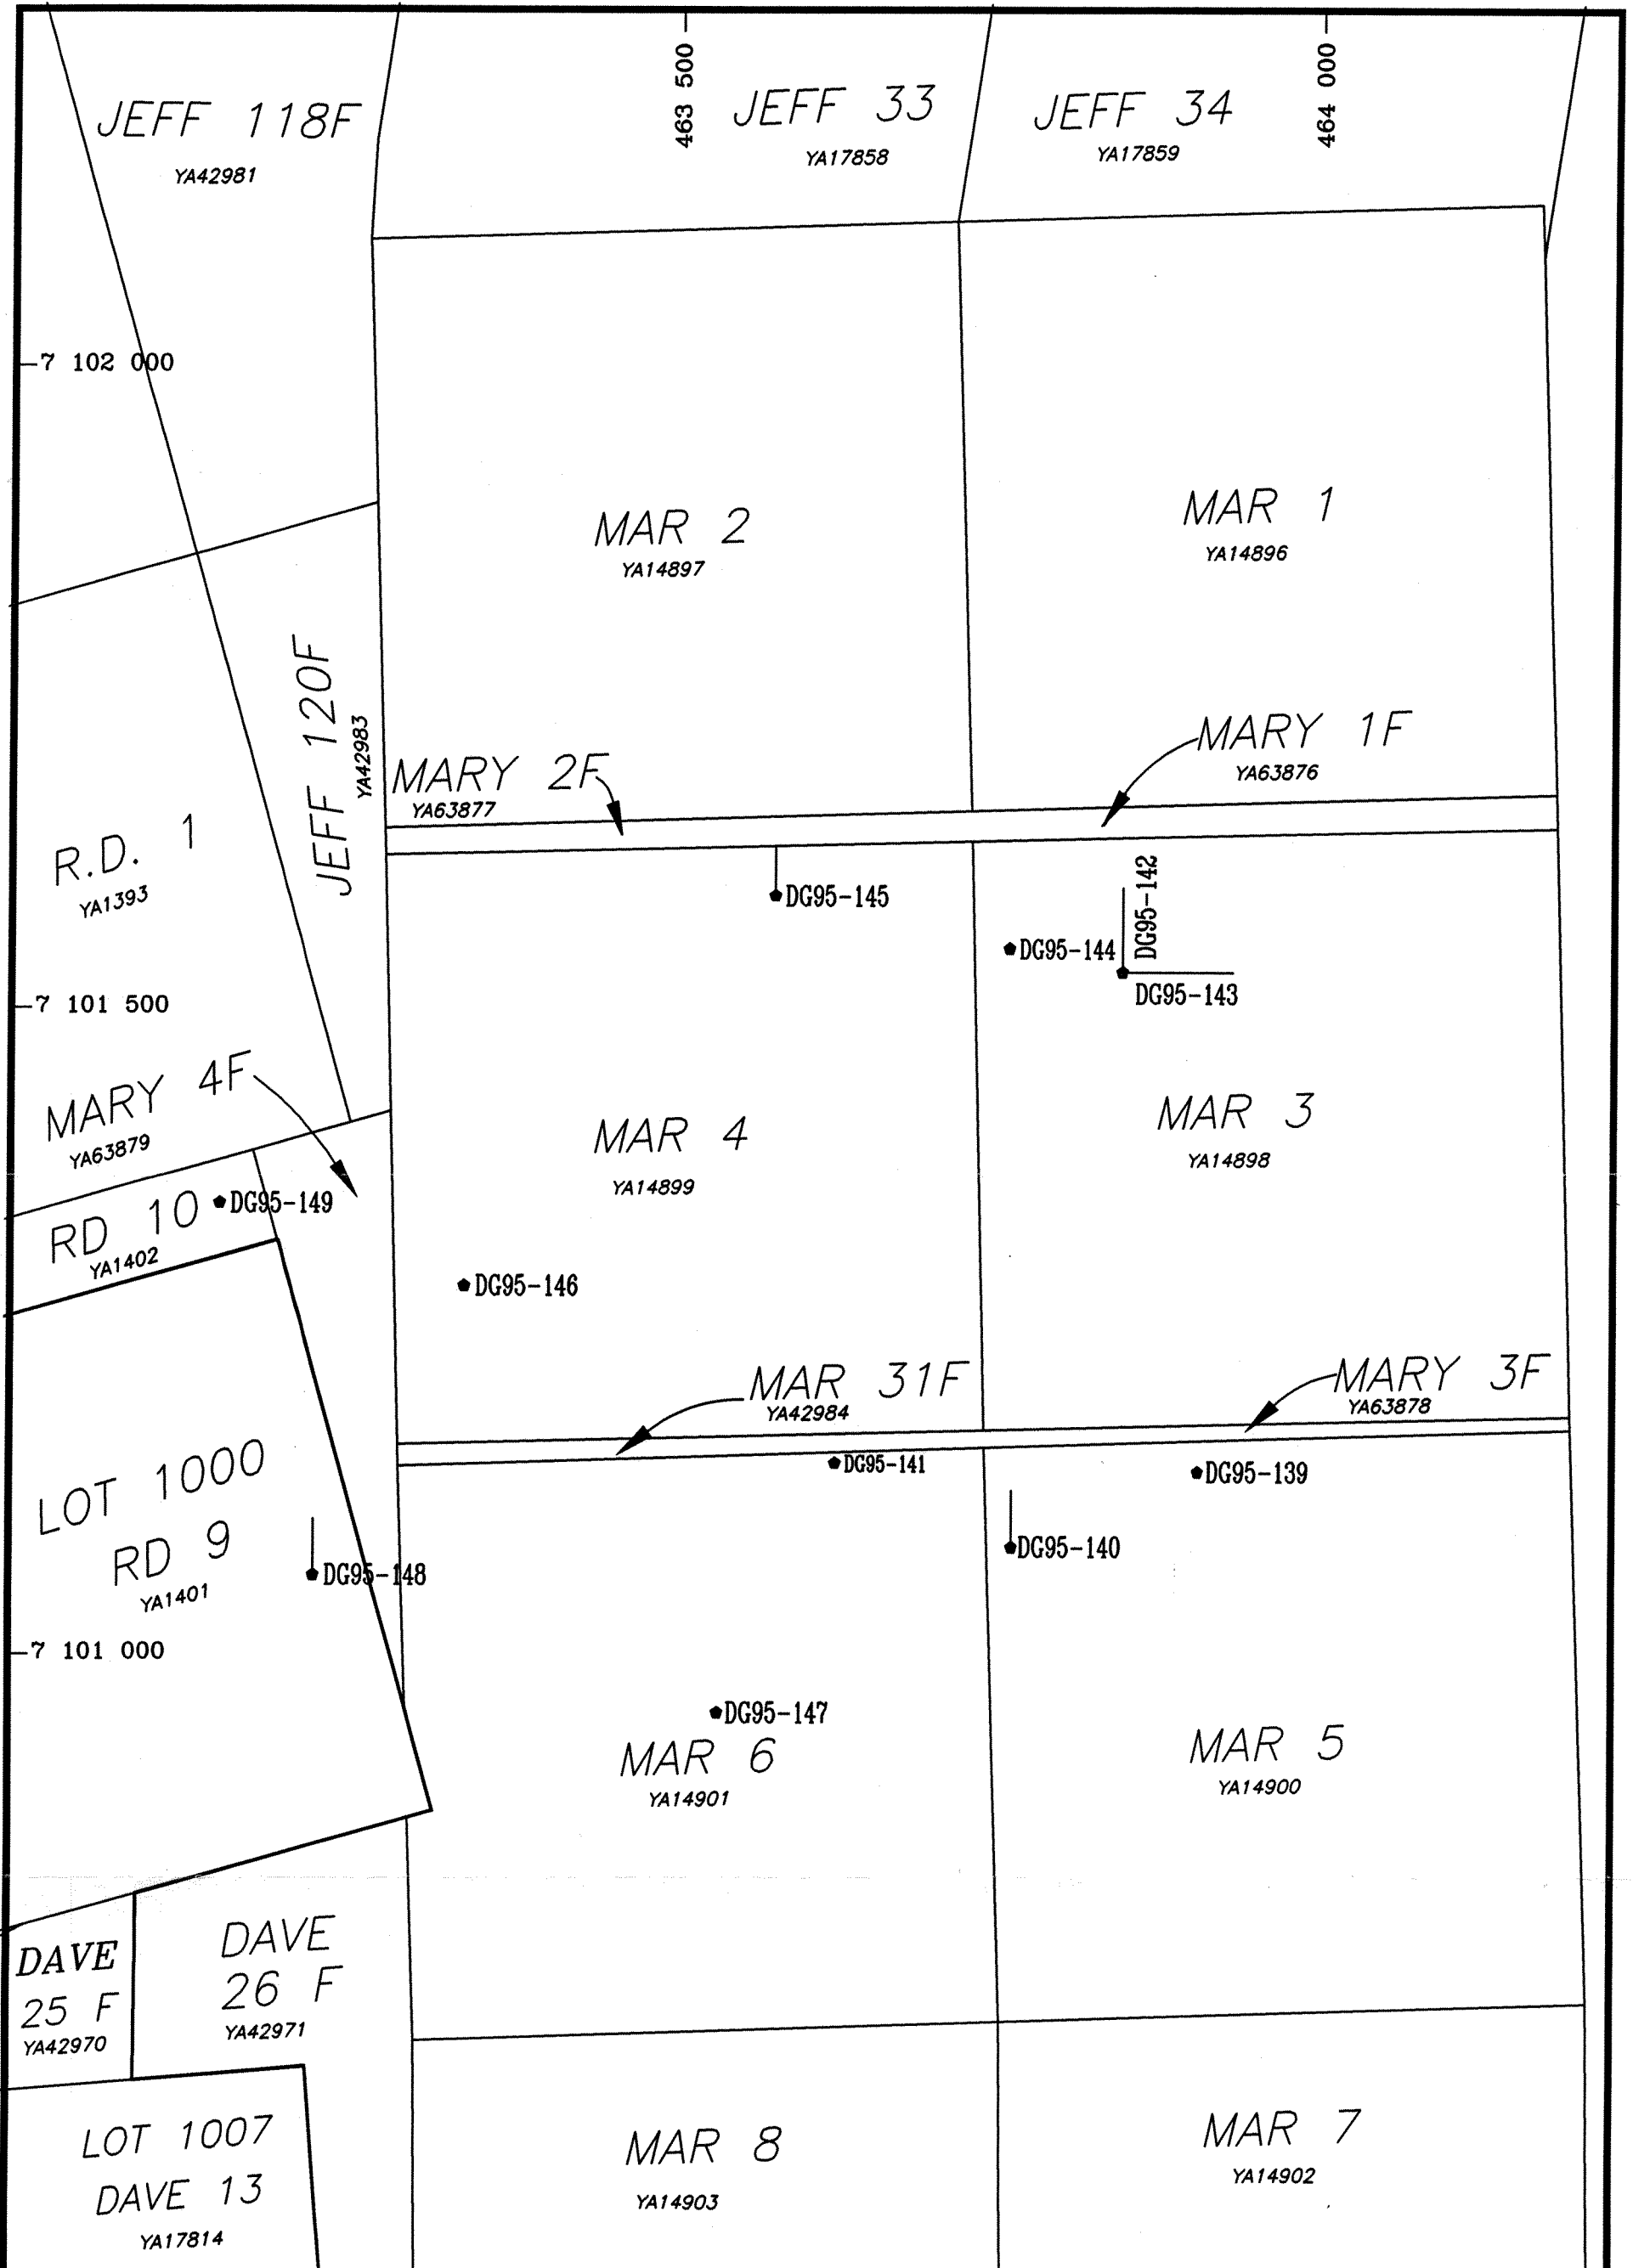 463 500
464 000
JEFF 118F
YA42981
JEFF 33
YA17858
JEFF 34
YA17859
7 102 000
MAR 2
YA14897
MAR 1
YA14896
JEFF 120F
YA42983
MARY 2F
YA63877
MARY 1F
YA63876
R.D. 1
YA1393
DG95-145
DG95-142
DG95-144
DG95-143
7 101 500
MARY 4F
YA63879
MAR 4
YA14899
MAR 3
YA14898
RD 10
YA1402
DG95-149
DG95-146
MAR 31F
YA42984
MARY 3F
YA63878
DG95-141
DG95-139
LOT 1000
RD 9
YA1401
DG95-148
DG95-140
7 101 000
DG95-147
MAR 6
YA14901
MAR 5
YA14900
DAVE
25 F
YA42970
DAVE
26 F
YA42971
LOT 1007
DAVE 13
YA17814
MAR 8
YA14903
MAR 7
YA14902